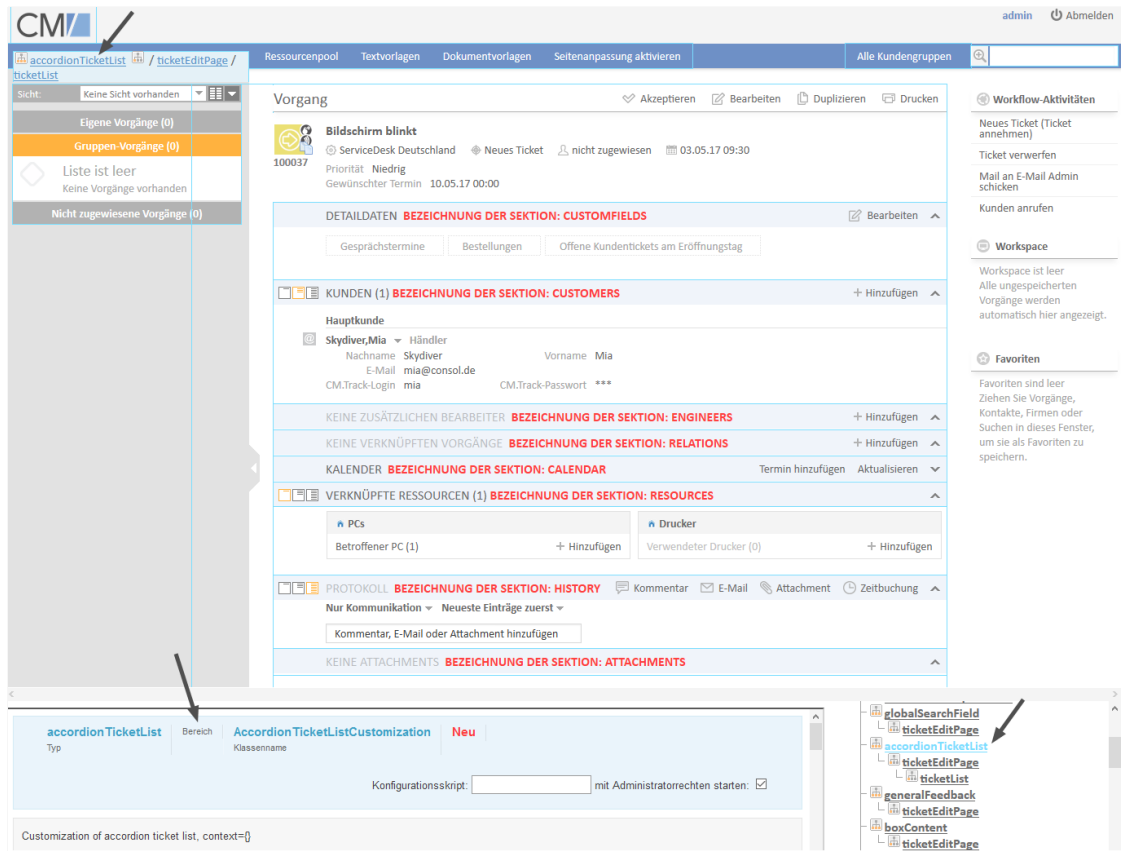 CM/
admin Abmelden
accordionTicketList / ticketEditPage /
ticketList
Ressourcenpool Textvorlagen Dokumentvorlagen Seitenanpassung aktivieren Alle Kundengruppen
Sicht: Keine Sicht vorhanden
Eigene Vorgänge (0)
Gruppen-Vorgänge (0)
Liste ist leer
Keine Vorgänge vorhanden
Nicht zugewiesene Vorgänge (0)
Vorgang Akzeptieren Bearbeiten Duplizieren Drucken
Bildschirm blinkt
ServiceDesk Deutschland Neues Ticket nicht zugewiesen 03.05.17 09:30
100037
Priorität Niedrig
Gewünschter Termin 10.05.17 00:00
DETAILDATEN BEZEICHNUNG DER SEKTION: CUSTOMFIELDS Bearbeiten
Gesprächstermine Bestellungen Offene Kundentickets am Eröffnungstag
KUNDEN (1) BEZEICHNUNG DER SEKTION: CUSTOMERS Hinzufügen
Hauptkunde
Skydiver,Mia Händler
Nachname Skydiver Vorname Mia
E-Mail mia@consol.de
CM.Track-Login mia CM.Track-Passwort ***
KEINE ZUSÄTZLICHEN BEARBEITER BEZEICHNUNG DER SEKTION: ENGINEERS Hinzufügen
KEINE VERKNÜPFTEN VORGÄNGE BEZEICHNUNG DER SEKTION: RELATIONS Hinzufügen
KALENDER BEZEICHNUNG DER SEKTION: CALENDAR Termin hinzufügen Aktualisieren
VERKNÜPFTE RESSOURCEN (1) BEZEICHNUNG DER SEKTION: RESOURCES
PCs Drucker
Betroffener PC (1) Hinzufügen Verwendeter Drucker (0) Hinzufügen
PROTOKOLL BEZEICHNUNG DER SEKTION: HISTORY Kommentar E-Mail Attachment Zeitbuchung
Nur Kommunikation Neueste Einträge zuerst
Kommentar, E-Mail oder Attachment hinzufügen
KEINE ATTACHMENTS BEZEICHNUNG DER SEKTION: ATTACHMENTS
Workflow-Aktivitäten
Neues Ticket (Ticket
annehmen)
Ticket verwerfen
Mail an E-Mail Admin
schicken
Kunden anrufen
Workspace
Workspace ist leer
Alle ungespeicherten
Vorgänge werden
automatisch hier angezeigt.
Favoriten
Favoriten sind leer
Ziehen Sie Vorgänge,
Kontakte, Firmen oder
Suchen in dieses Fenster,
um sie als Favoriten zu
speichern.
accordionTicketList Bereich AccordionTicketListCustomization Neu
Typ Klassenname
Konfigurationsskript: mit Administratorrechten starten:
Customization of accordion ticket list, context={}
globalSearchField
ticketEditPage
accordionTicketList
ticketEditPage
ticketList
generalFeedback
ticketEditPage
boxContent
ticketEditPage